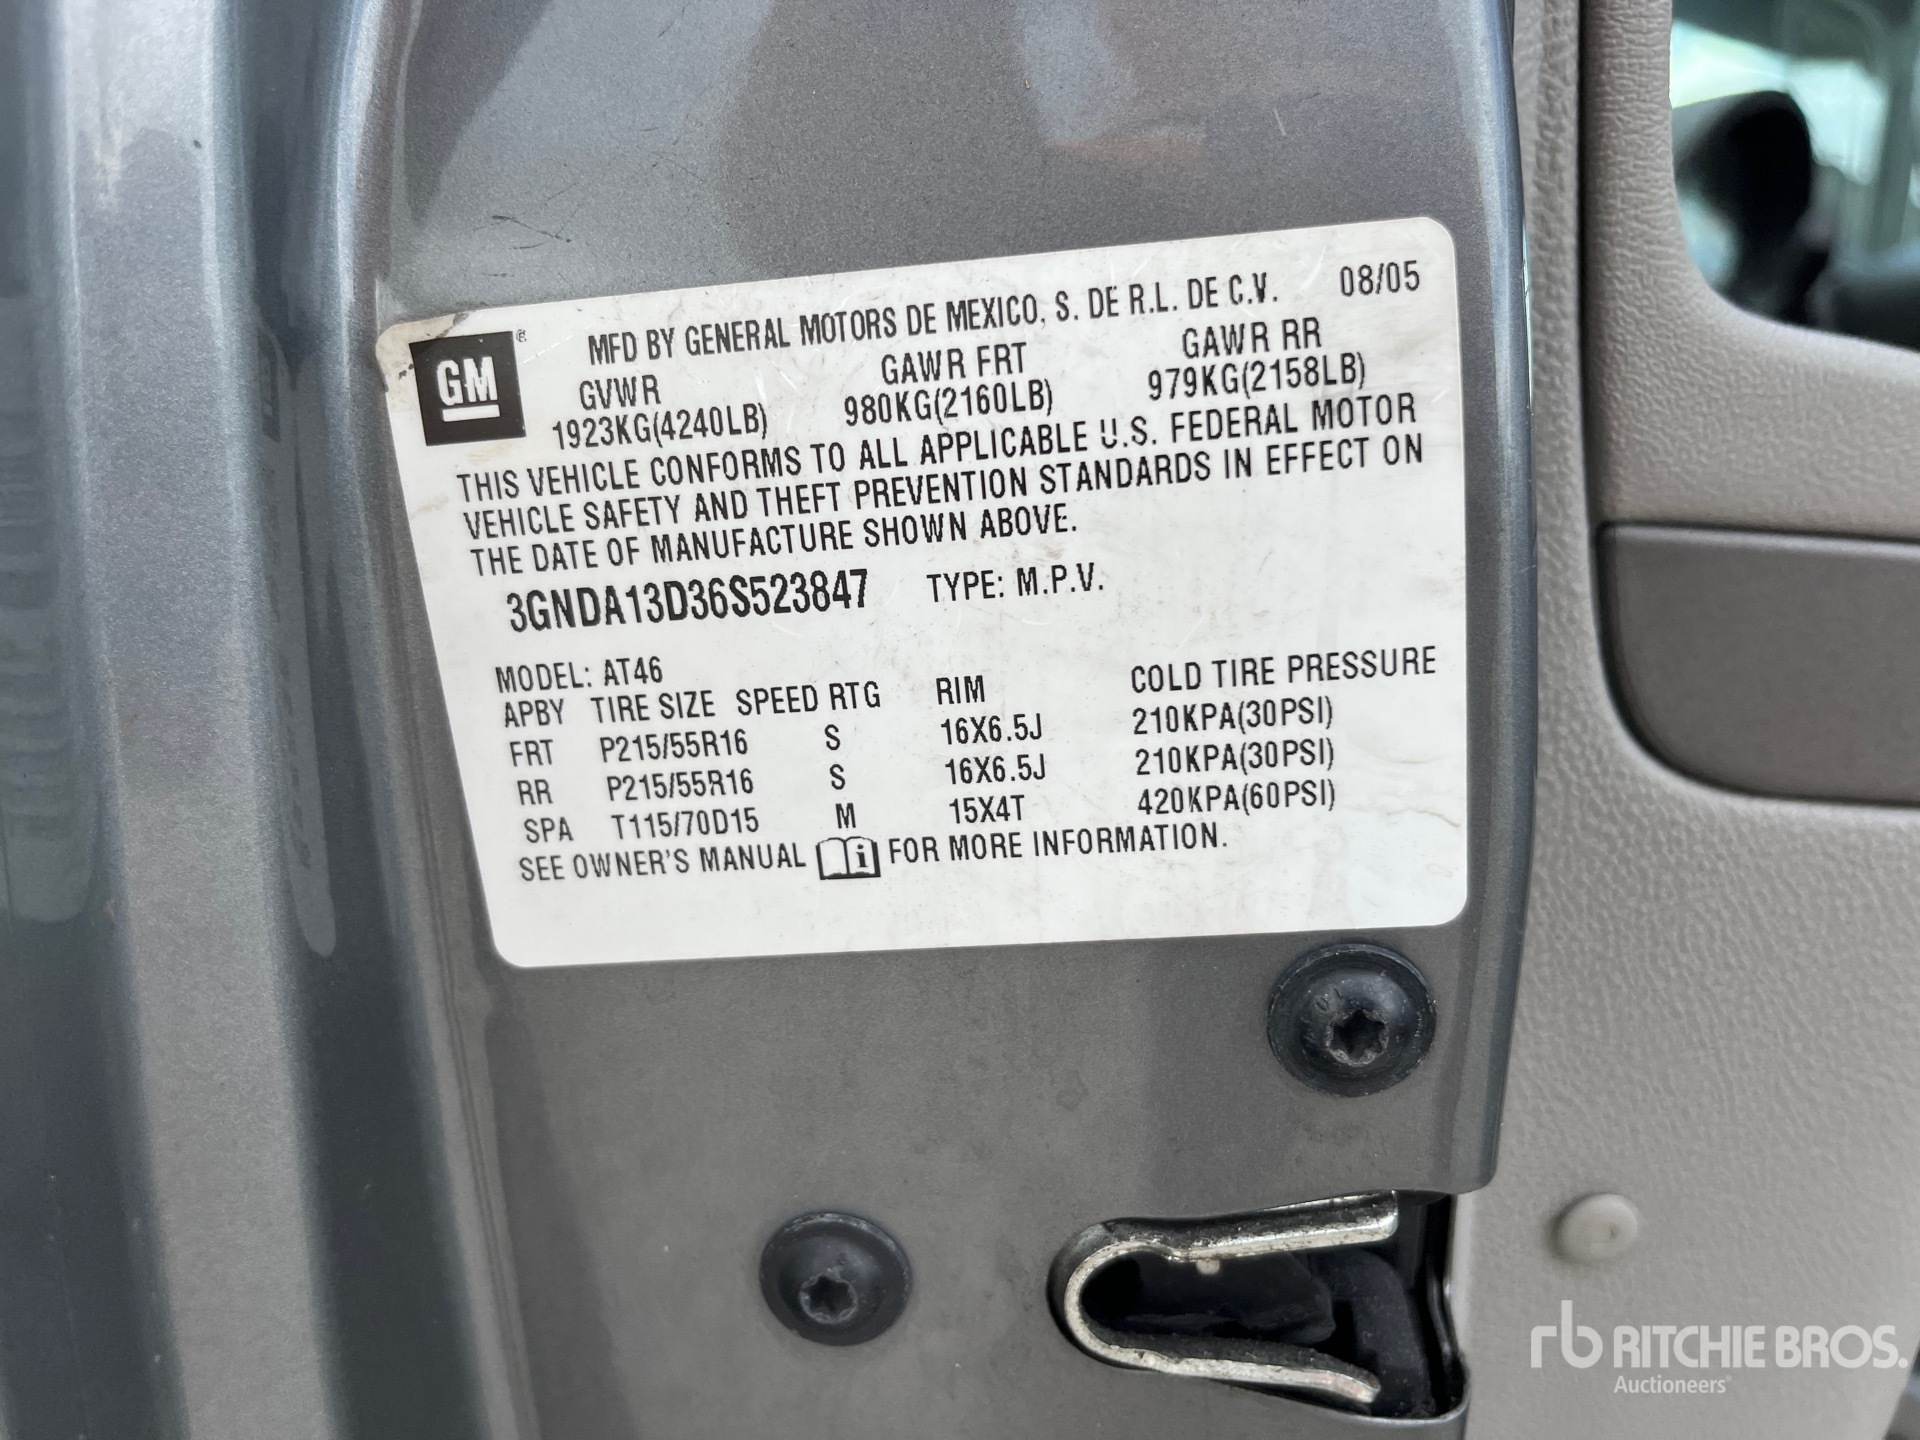 GM
MFD BY GENERAL MOTORS DE MEXICO, S. DE R.L. DE C.V. 08/05
GVWR GAWR FRT GAWR RR
1923KG(4240LB) 980KG(2160LB) 979KG(2158LB)
THIS VEHICLE CONFORMS TO ALL APPLICABLE U.S. FEDERAL MOTOR
VEHICLE SAFETY AND THEFT PREVENTION STANDARDS IN EFFECT ON
THE DATE OF MANUFACTURE SHOWN ABOVE.
3GNDA13D36S523847 TYPE: M.P.V.
MODEL: AT46
APBY TIRE SIZE SPEED RTG RIM COLD TIRE PRESSURE
FRT P215/55R16 S 16X6.5J 210KPA(30PSI)
RR P215/55R16 S 16X6.5J 210KPA(30PSI)
SPA T115/70D15 M 15X4T 420KPA(60PSI)
SEE OWNER'S MANUAL i FOR MORE INFORMATION.
rb RITCHIE BROS.
Auctioneers